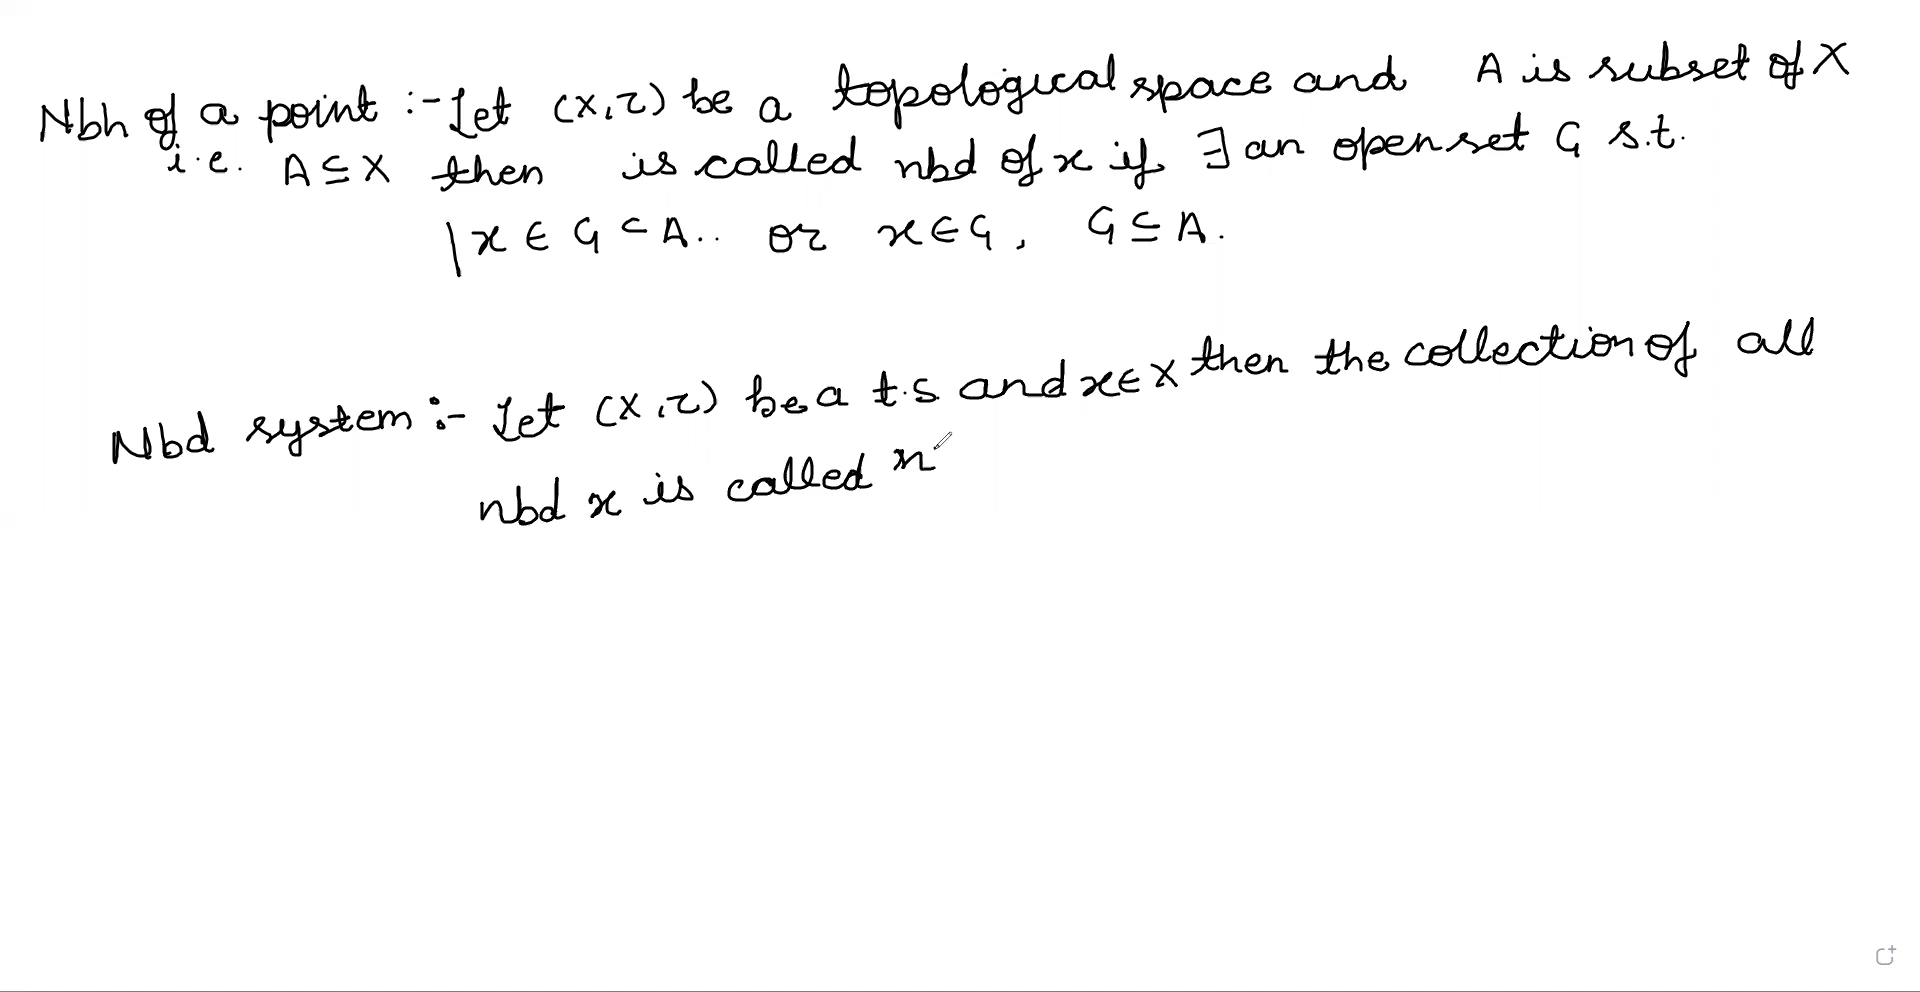 Nbh of a point :- Let (X, τ) be a topological space and A is subset of X
i.e. A ⊆ X then is called nbd of x if ∃ an open set G s.t.
| x ∈ G ⊂ A.. or x ∈ G, G ⊆ A.
Nbd system :- Let (X, τ) be a t.s and x ∈ X then the collection of all
nbd x is called n